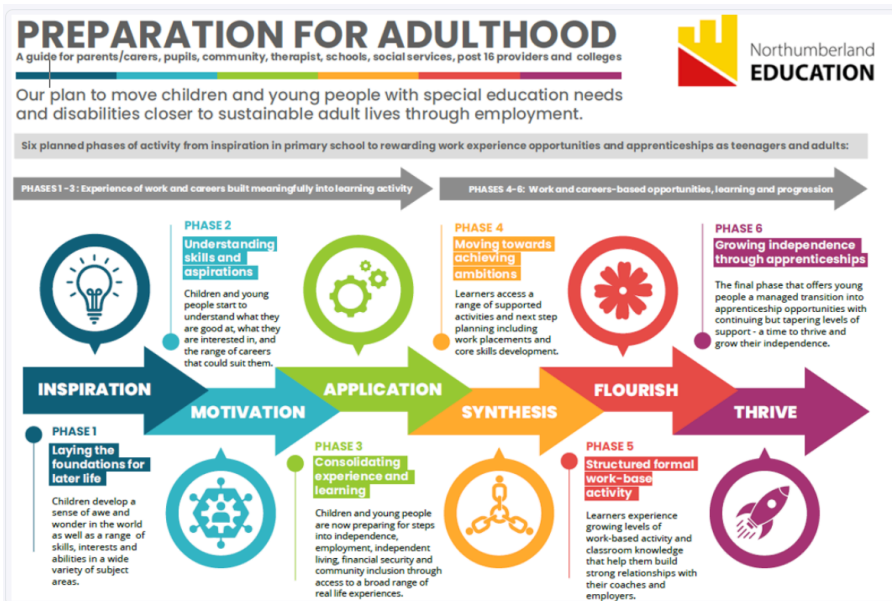 PREPARATION FOR ADULTHOOD
A guide for parents/carers, pupils, community, therapist, schools, social services, post 16 providers and colleges
Northumberland
EDUCATION
Our plan to move children and young people with special education needs
and disabilities closer to sustainable adult lives through employment.
Six planned phases of activity from inspiration in primary school to rewarding work experience opportunities and apprenticeships as teenagers and adults:
PHASES 1 -3 : Experience of work and careers built meaningfully into learning activity
PHASES 4-6: Work and careers-based opportunities, learning and progression
PHASE 2
Understanding
skills and
aspirations
Children and young
people start to
understand what they
are good at, what they
are interested in, and
the range of careers
that could suit them.
PHASE 4
Moving towards
achieving
ambitions
Learners access a
range of supported
activities and next step
planning including
work placements and
core skills development.
PHASE 6
Growing independence
through apprenticeships
The final phase that offers young
people a managed transition into
apprenticeship opportunities with
continuing but tapering levels of
support - a time to thrive and
grow their independence.
INSPIRATION
MOTIVATION
APPLICATION
SYNTHESIS
FLOURISH
THRIVE
PHASE 1
Laying the
foundations for
later life
Children develop a
sense of awe and
wonder in the world
as well as a range of
skills, interests and
abilities in a wide
variety of subject
areas.
PHASE 3
Consolidating
experience and
learning
Children and young people
are now preparing for steps
into independence,
employment, independent
living, financial security and
community inclusion through
access to a broad range of
real life experiences.
PHASE 5
Structured formal
work-base
activity
Learners experience
growing levels of
work-based activity and
classroom knowledge
that help them build
strong relationships with
their coaches and
employers.